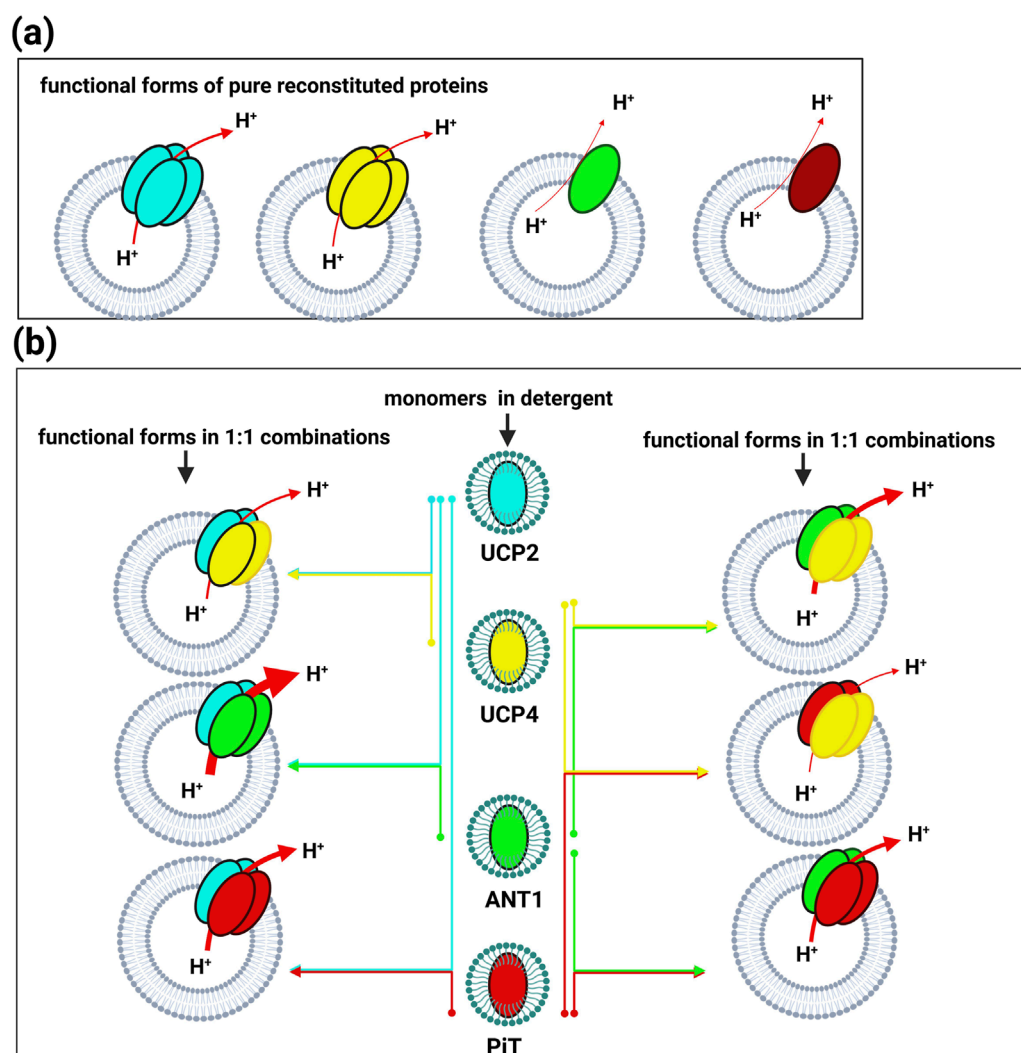 (a)
functional forms of pure reconstituted proteins
H+ H+ H+ H+
H+ H+ H+ H+
(b)
monomers in detergent
functional forms in 1:1 combinations
functional forms in 1:1 combinations
H+ H+
UCP2
H+ H+
UCP4
H+ H+
H+ H+
ANT1
H+ H+
H+ H+
PiT